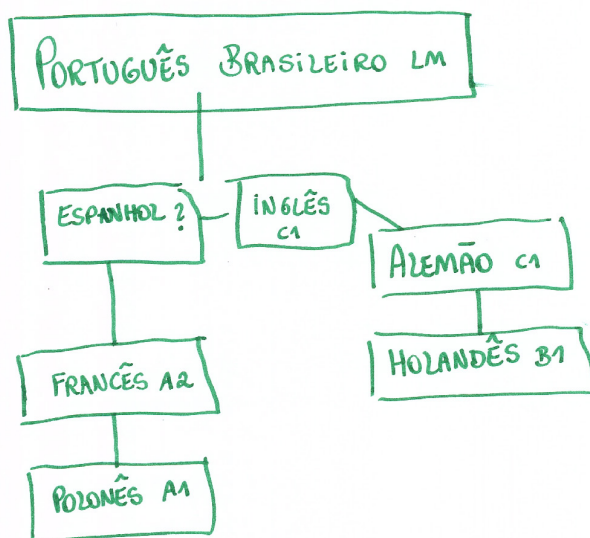 PORTUGUÊS BRASILEIRO LM
ESPANHOL ?
INGLÊS
C1
ALEMÃO C1
HOLANDÊS B1
FRANCÊS A2
POLONÊS A1